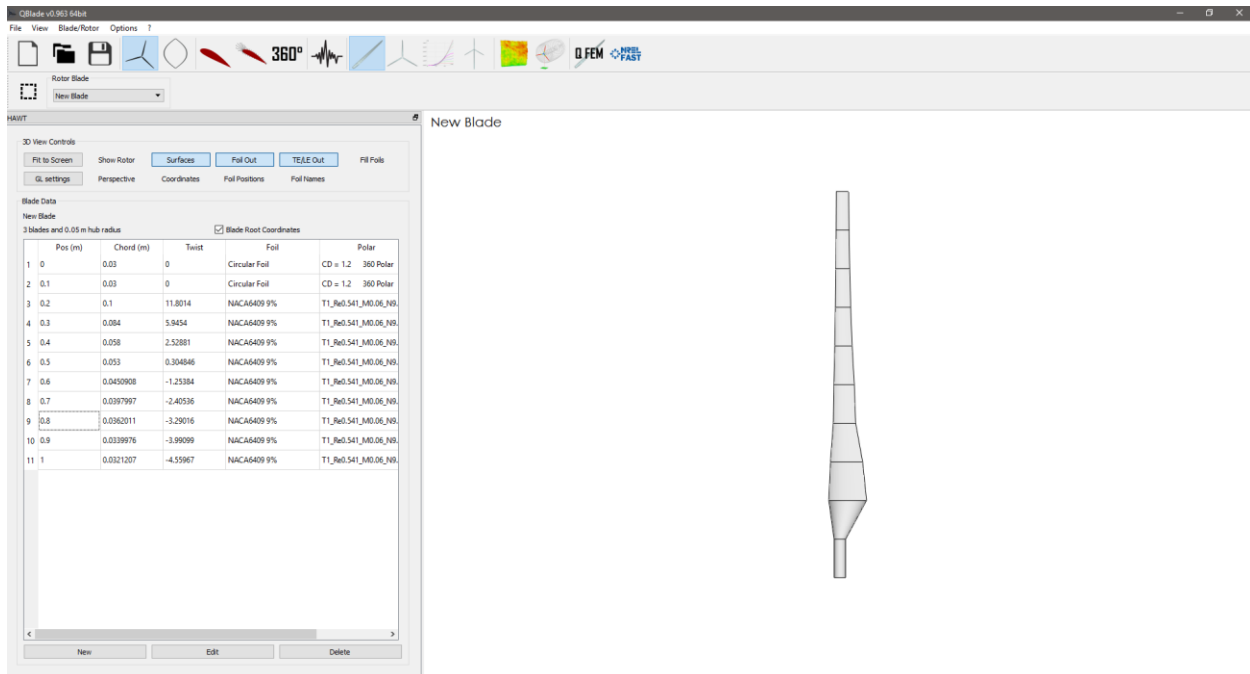 QBlade v0.963 64bit
File View Blade/Rotor Options ?
360° Q FEM NREL FAST
Rotor Blade
New Blade
HAWT
New Blade
3D View Controls
Fit to Screen Show Rotor Surfaces Foil Out TE/LE Out Fill Foils
GL settings Perspective Coordinates Foil Positions Foil Names
Blade Data
New Blade
3 blades and 0.05 m hub radius Blade Root Coordinates
Pos (m) Chord (m) Twist Foil Polar
1 0 0.03 0 Circular Foil CD = 1.2 360 Polar
2 0.1 0.03 0 Circular Foil CD = 1.2 360 Polar
3 0.2 0.1 11.8014 NACA6409 9% T1_Re0.541_M0.06_N9.
4 0.3 0.084 5.9454 NACA6409 9% T1_Re0.541_M0.06_N9.
5 0.4 0.058 2.52881 NACA6409 9% T1_Re0.541_M0.06_N9.
6 0.5 0.053 0.304846 NACA6409 9% T1_Re0.541_M0.06_N9.
7 0.6 0.0450908 -1.25384 NACA6409 9% T1_Re0.541_M0.06_N9.
8 0.7 0.0397997 -2.40536 NACA6409 9% T1_Re0.541_M0.06_N9.
9 0.8 0.0362011 -3.29016 NACA6409 9% T1_Re0.541_M0.06_N9.
10 0.9 0.0339976 -3.99099 NACA6409 9% T1_Re0.541_M0.06_N9.
11 1 0.0321207 -4.55967 NACA6409 9% T1_Re0.541_M0.06_N9.
New Edit Delete